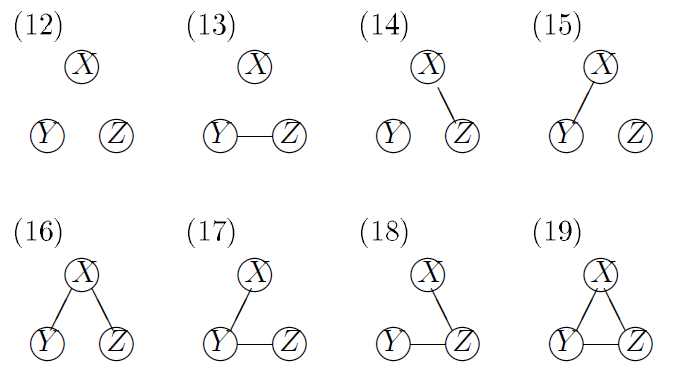 (12) (13) (14) (15)
X X X X
Y Z Y Z Y Z Y Z
(16) (17) (18) (19)
X X X X
Y Z Y Z Y Z Y Z